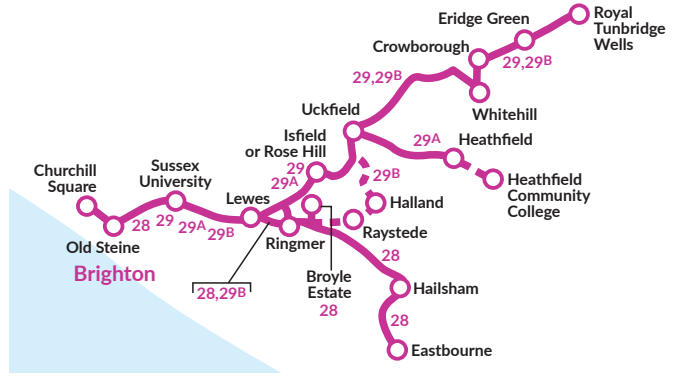 Eridge Green
Royal
Tunbridge
Wells
Crowborough
29,29B
29,29B
Whitehill
Uckfield
29A
Heathfield
Isfield
or Rose Hill
29
29A
29B
Heathfield
Community
College
Churchill
Square
Sussex
University
Lewes
Halland
28
29
29A
29B
Raystede
Old Steine
Ringmer
Brighton
28
28,29B
Broyle
Estate
28
Hailsham
28
Eastbourne